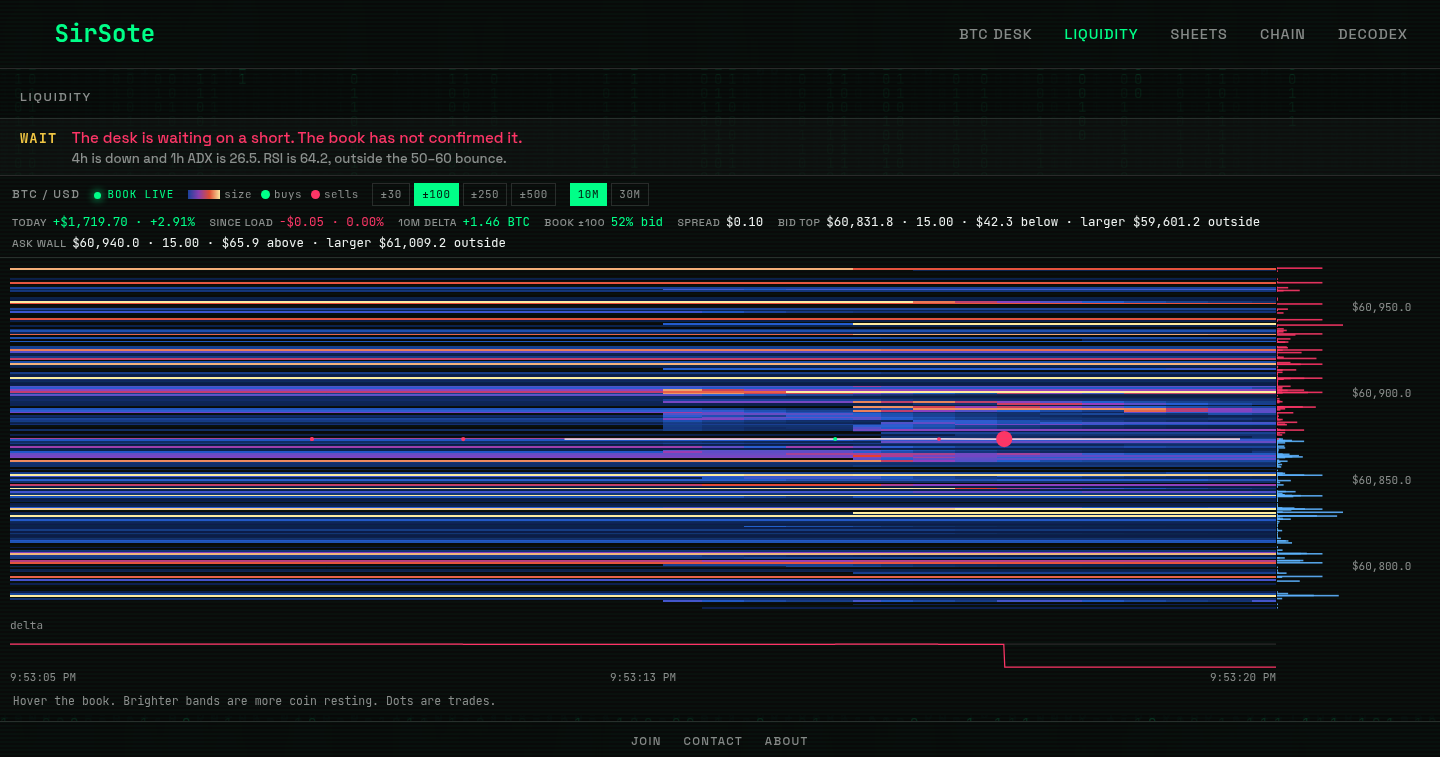 SirSote
BTC DESK LIQUIDITY SHEETS CHAIN DECODEX
LIQUIDITY
WAIT The desk is waiting on a short. The book has not confirmed it.
4h is down and 1h ADX is 26.5. RSI is 64.2, outside the 50–60 bounce.
BTC / USD BOOK LIVE size buys sells ±30 ±100 ±250 ±500 10M 30M
TODAY +$1,719.70 · +2.91% SINCE LOAD -$0.05 · 0.00% 10M DELTA +1.46 BTC BOOK ±100 52% bid SPREAD $0.10 BID TOP $60,831.8 · 15.00 · $42.3 below · larger $59,601.2 outside
ASK WALL $60,940.0 · 15.00 · $65.9 above · larger $61,009.2 outside
$60,950.0
$60,900.0
$60,850.0
$60,800.0
delta
9:53:05 PM 9:53:13 PM 9:53:20 PM
Hover the book. Brighter bands are more coin resting. Dots are trades.
JOIN CONTACT ABOUT